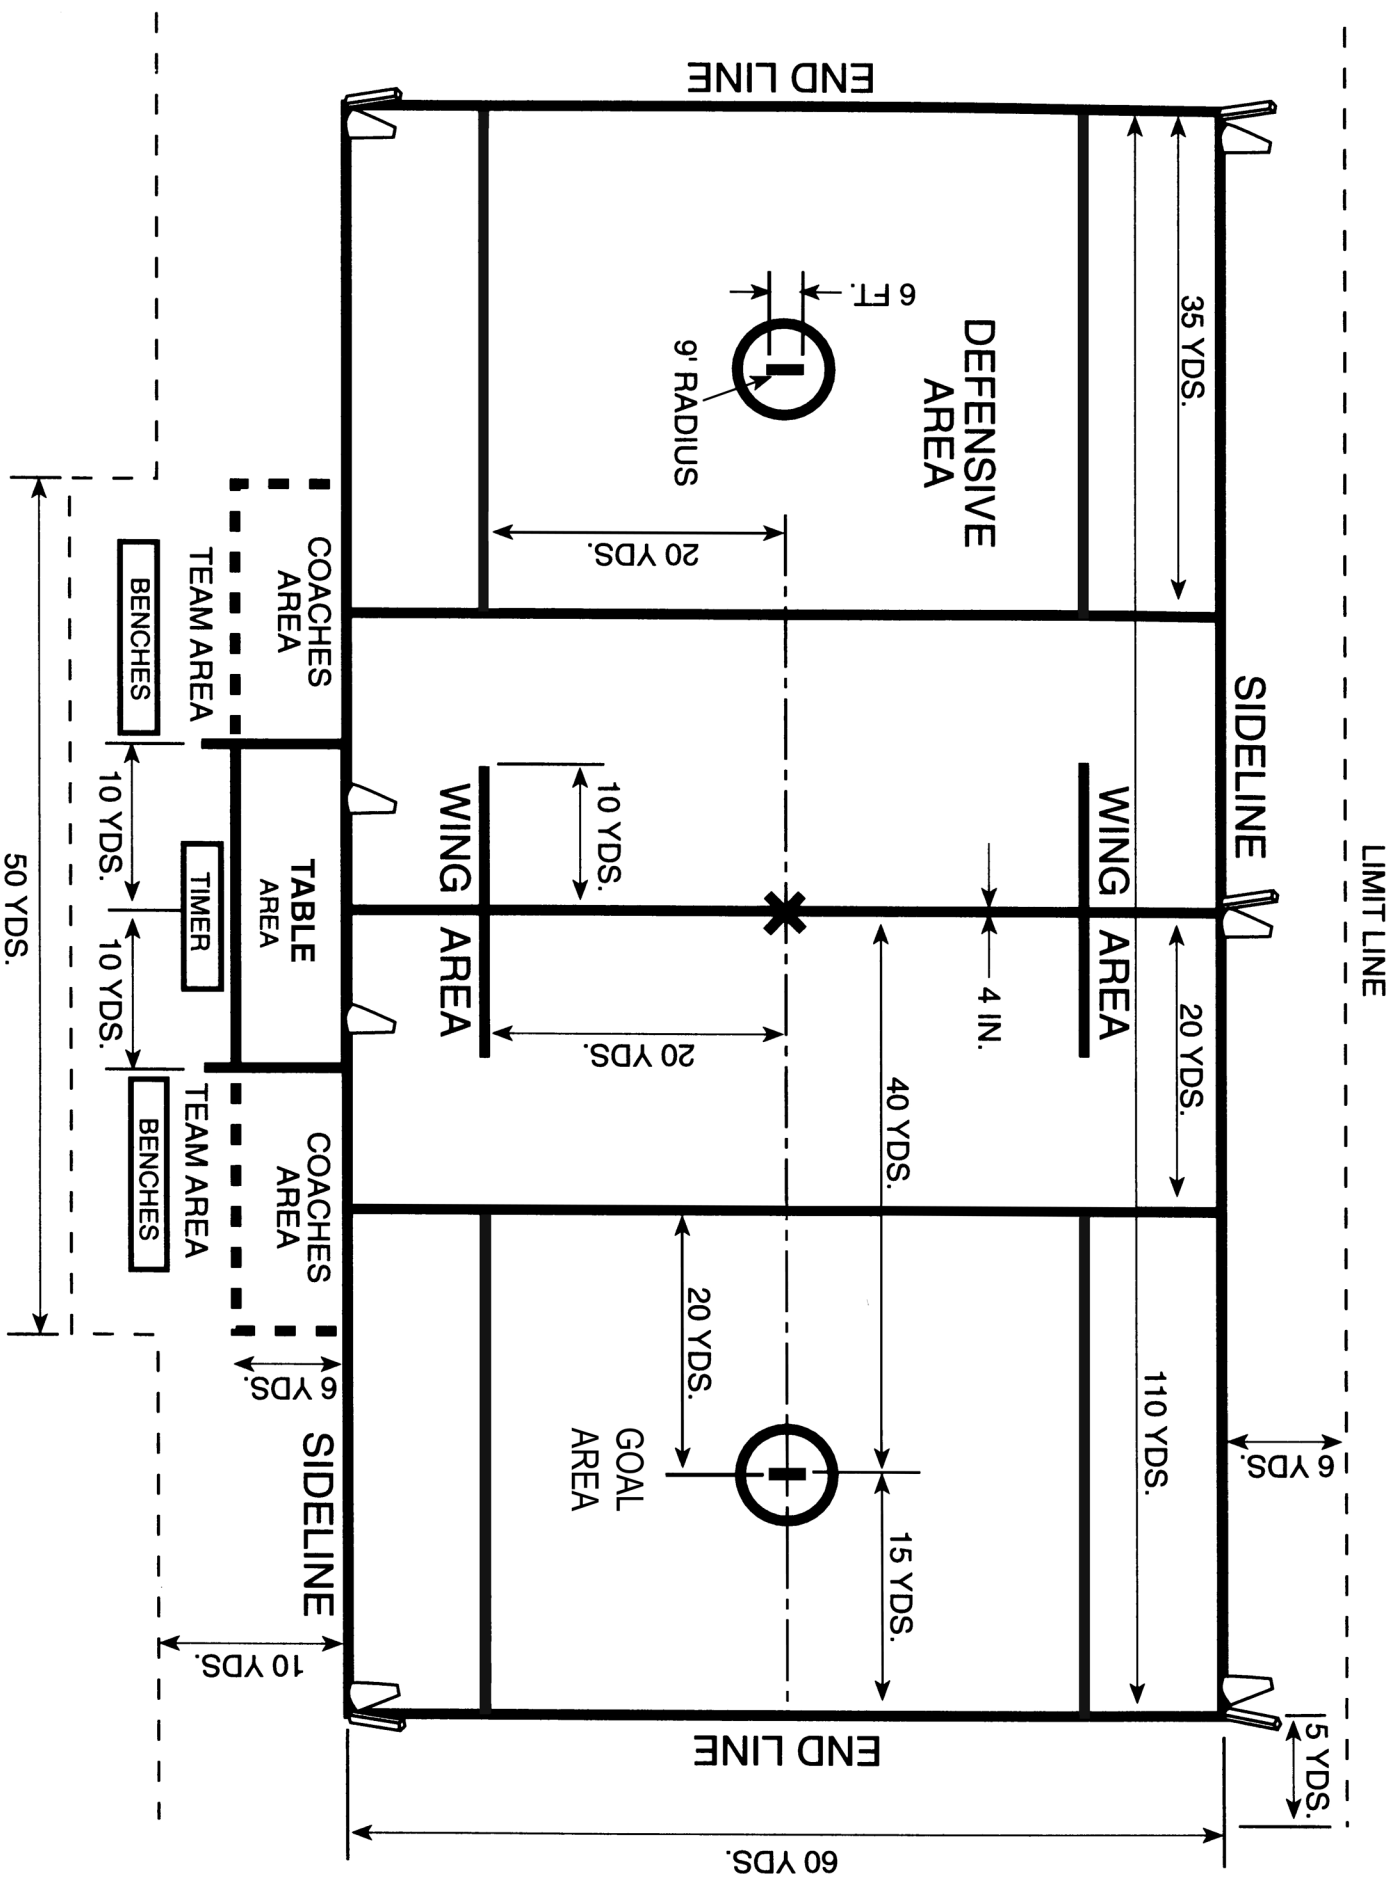 LIMIT LINE
SIDELINE
6 YDS.
5 YDS.
35 YDS.
110 YDS.
20 YDS.
WING AREA
DEFENSIVE
AREA
4 IN.
40 YDS.
15 YDS.
6 FT.
9' RADIUS
END LINE
END LINE
60 YDS.
20 YDS.
10 YDS.
20 YDS.
20 YDS.
GOAL
AREA
WING AREA
COACHES
AREA
TABLE
AREA
COACHES
AREA
SIDELINE
6 YDS.
10 YDS.
TEAM AREA
TIMER
TEAM AREA
BENCHES
10 YDS.
10 YDS.
BENCHES
50 YDS.